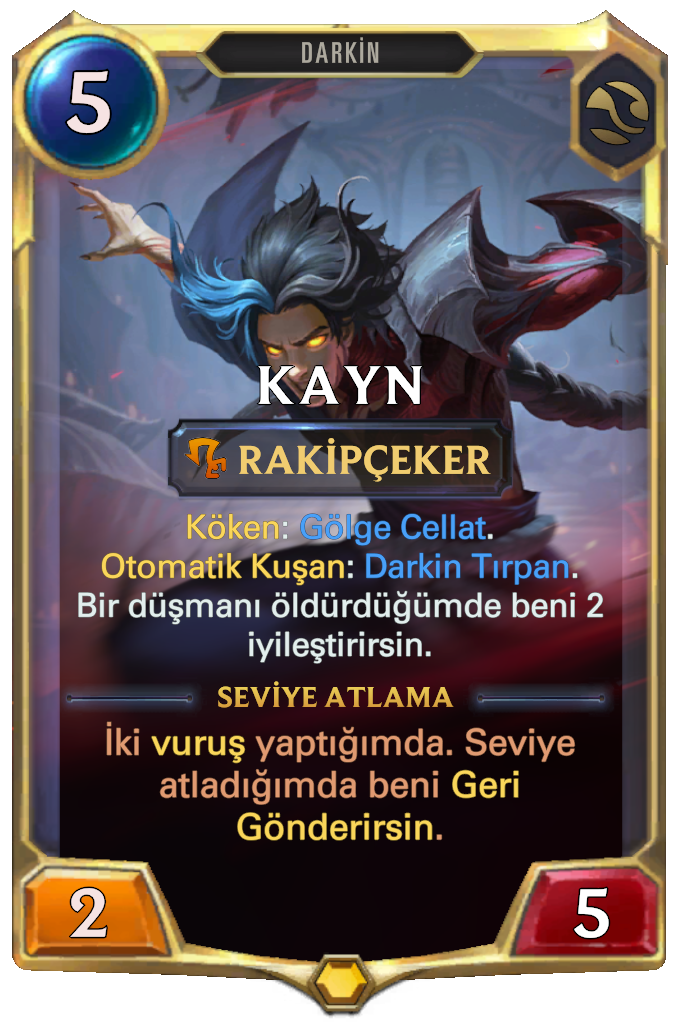 DARKİN
5
KAYN
RAKİPÇEKER
Köken: Gölge Cellat.
Otomatik Kuşan: Darkin Tırpan.
Bir düşmanı öldürdüğümde beni 2
iyileştirirsin.
SEVİYE ATLAMA
İki vuruş yaptığımda. Seviye
atladığımda beni Geri
Gönderirsin.
2
5